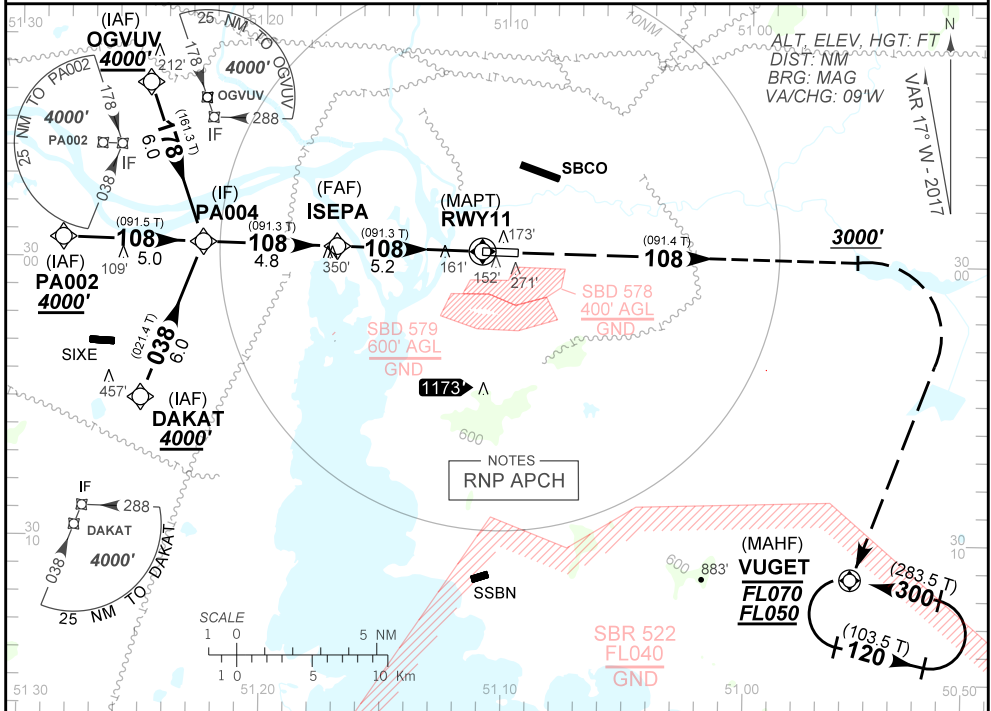 51 30
51 20
51 10
51 00
(IAF)
OGVUV
4000'
212'
25 NM TO OGVUV
178
4000'
OGVUV
IF
288
10NM
ALT, ELEV, HGT: FT
DIST: NM
BRG: MAG
VA/CHG: 09'W
N
VAR 17° W - 2017
25 NM TO PA002
4000'
178
PA002
IF
038
(161.3 T)
178
6.0
SBCO
(IF)
PA004
(FAF)
ISEPA
(MAPT)
RWY11
173'
(091.5 T)
108
5.0
(091.3 T)
108
4.8
(091.3 T)
108
5.2
(091.4 T)
108
3000'
30
00
30
00
109'
350'
161'
152'
271'
(IAF)
PA002
4000'
SBD 578
400' AGL
GND
SBD 579
600' AGL
GND
SIXE
(021.4 T)
038
6.0
457'
(IAF)
DAKAT
4000'
1173'
600
NOTES
RNP APCH
IF
288
DAKAT
038
4000'
25 NM TO DAKAT
30
10
30
10
SSBN
600
883'
(MAHF)
VUGET
FL070
FL050
(283.5 T)
300
(103.5 T)
120
SBR 522
FL040
GND
SCALE
1 0 5 NM
1 0 5 10 Km
51 30
51,20
51,10
51 00
50,50